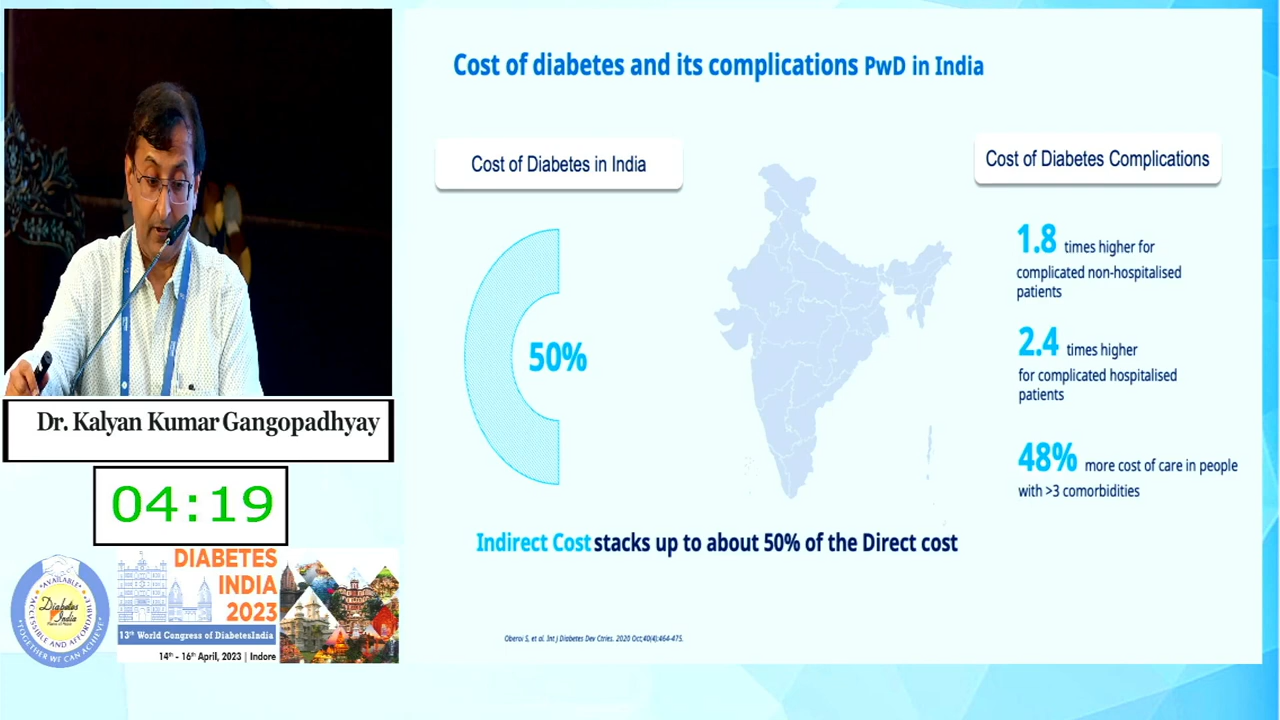 Cost of diabetes and its complications PwD in India
Cost of Diabetes in India
50%
Cost of Diabetes Complications
1.8 times higher for
complicated non-hospitalised
patients
2.4 times higher
for complicated hospitalised
patients
48% more cost of care in people
with >3 comorbidities
Indirect Cost stacks up to about 50% of the Direct cost
Oberoi S, et al. Int J Diabetes Dev Ctries. 2020 Oct;40(4):464-475.
Dr. Kalyan Kumar Gangopadhyay
04:19
AVAILABLE
ACCESSIBLE AND AFFORDABLE
Diabetes
India
TOGETHER WE CAN ACHIEVE
DIABETES
INDIA
2023
13th World Congress of DiabetesIndia
14th - 16th April, 2023 | Indore